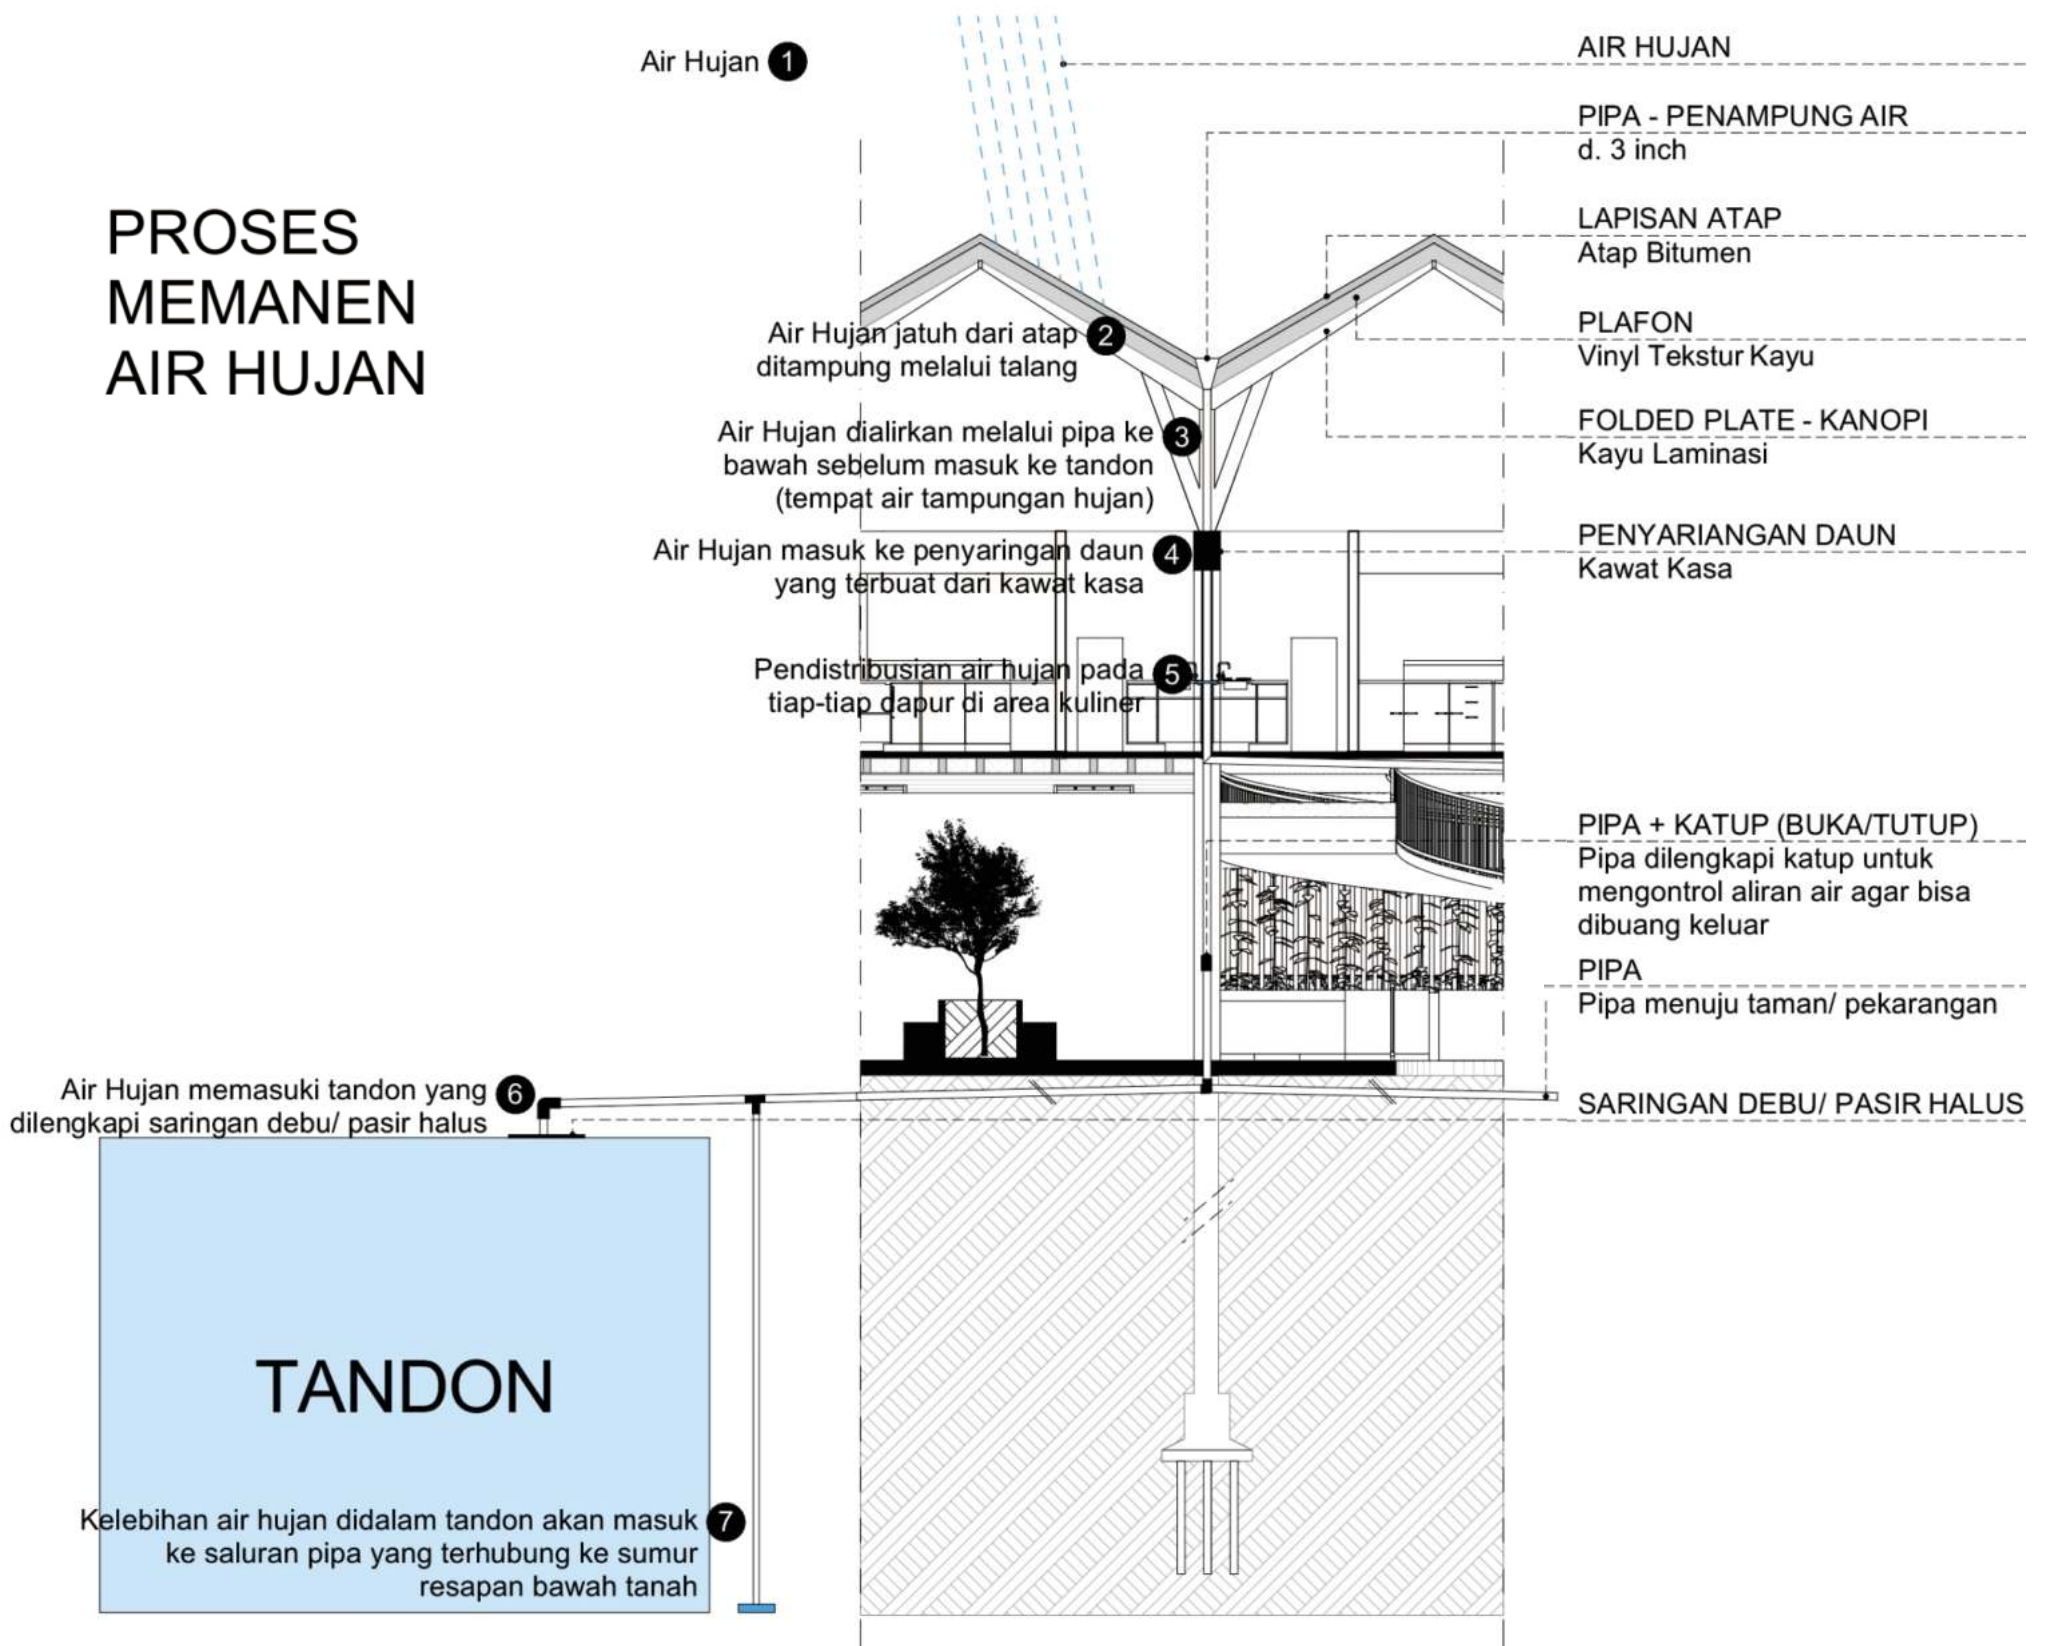 PROSES
MEMANEN
AIR HUJAN
Air Hujan 1
Air Hujan jatuh dari atap 2
ditampung melalui talang
Air Hujan dialirkan melalui pipa ke 3
bawah sebelum masuk ke tandon
(tempat air tampungan hujan)
Air Hujan masuk ke penyaringan daun 4
yang terbuat dari kawat kasa
Pendistribusian air hujan pada 5
tiap-tiap dapur di area kuliner
Air Hujan memasuki tandon yang 6
dilengkapi saringan debu/ pasir halus
TANDON
Kelebihan air hujan didalam tandon akan masuk 7
ke saluran pipa yang terhubung ke sumur
resapan bawah tanah
AIR HUJAN
PIPA - PENAMPUNG AIR
d. 3 inch
LAPISAN ATAP
Atap Bitumen
PLAFON
Vinyl Tekstur Kayu
FOLDED PLATE - KANOPI
Kayu Laminasi
PENYARIANGAN DAUN
Kawat Kasa
PIPA + KATUP (BUKA/TUTUP)
Pipa dilengkapi katup untuk
mengontrol aliran air agar bisa
dibuang keluar
PIPA
Pipa menuju taman/ pekarangan
SARINGAN DEBU/ PASIR HALUS